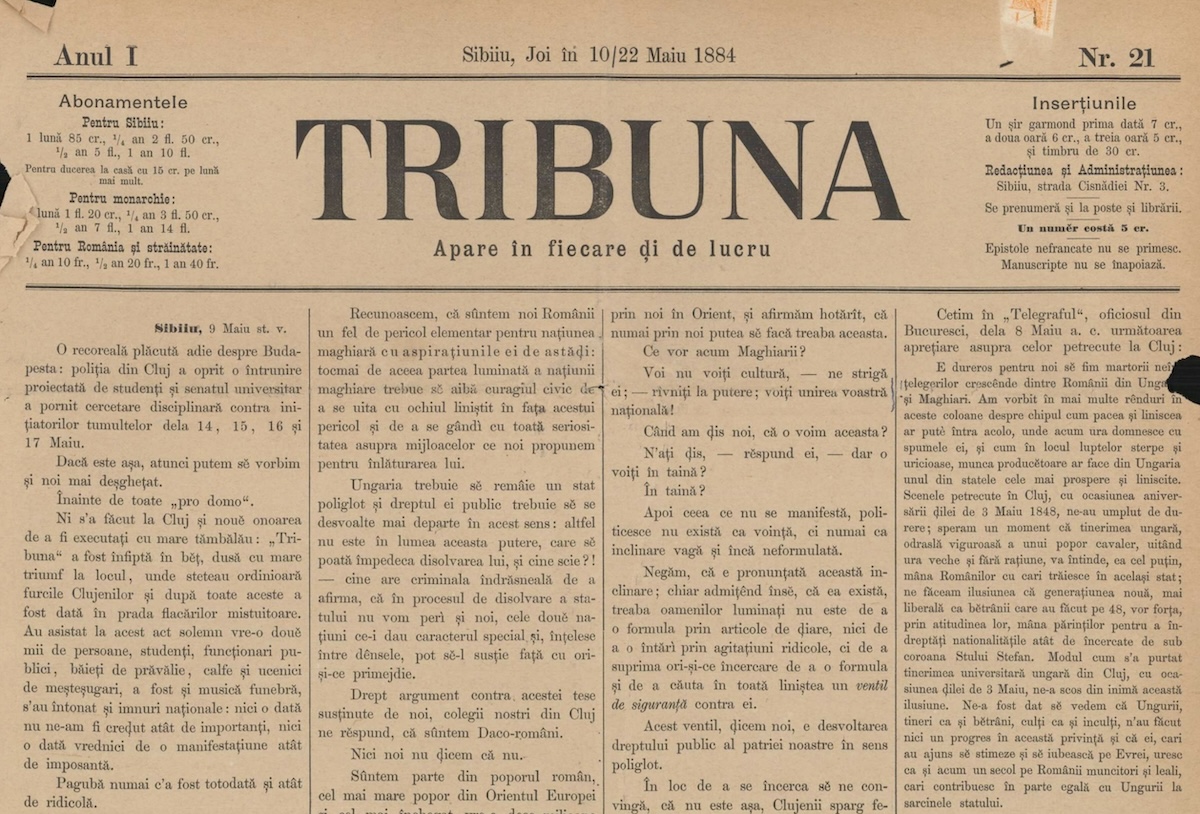 Anul I
Sibiiu, Joi în 10/22 Maiu 1884
Nr. 21
Abonamentele
Pentru Sibiiu:
1 lună 85 cr., 1/4 an 2 fl. 50 cr.,
1/2 an 5 fl., 1 an 10 fl.
Pentru ducerea la casă cu 15 cr. pe lună
mai mult.
Pentru monarchie:
lună 1 fl. 20 cr., 1/4 an 3 fl. 50 cr.,
1/2 an 7 fl., 1 an 14 fl.
Pentru România și străinătate:
1/4 an 10 fr., 1/2 an 20 fr., 1 an 40 fr.
TRIBUNA
Apare în fiecare ḑi de lucru
Inserțiunile
Un șir garmond prima dată 7 cr.,
a doua oară 6 cr., a treia oară 5 cr.,
și timbru de 30 cr.
Redacțiunea și Administrațiunea:
Sibiiu, strada Cisnădiei Nr. 3.
Se prenumeră și la poste și librării.
Un numĕr costă 5 cr.
Epistole nefrancate nu se primesc.
Manuscripte nu se înapoiază.
Sibiiu, 9 Maiu st. v.
O recoreală plăcută adie despre Buda-
pesta: poliția din Cluj a oprit o întrunire
proiectată de studenți și senatul universitar
a pornit cercetare disciplinară contra ini-
țiatorilor tumultelor dela 14, 15, 16 și
17 Maiu.
Dacă este așa, atunci putem sĕ vorbim
și noi mai deșghețat.
Înainte de toate „pro domo“.
Ni s'a făcut la Cluj și nouĕ onoarea
de a fi executați cu mare tămbălău: „Tri-
buna“ a fost înfiptă în bĕț, dusă cu mare
triumf la locul, unde steteau ordinioară
furcile Clujenilor și după toate aceste a
fost dată în prada flacărilor mistuitoare.
Au asistat la acest act solemn vre-o douĕ
mii de persoane, studenți, funcționari pu-
blici, băieți de prăvălie, calfe și ucenici
de meșteșugari, a fost și musică funebră,
s'au întonat și imnuri naționale: nici o dată
nu ne-am fi creḑut atât de importanți, nici
o dată vrednici de o manifestațiune atât
de imposantă.
Pagubă numai c'a fost totodată și atât
de ridicolă.
Recunoascem, că sûntem noi Românii
un fel de pericol elementar pentru națiunea
maghiară cu aspirațiunile ei de astăḑi:
tocmai de aceea partea luminată a națiunii
maghiare trebue sĕ aibă curagiul civic de
a se uita cu ochiul liniștit în fața acestui
pericol și de a se gândi cu toată seriosi-
tatea asupra mijloacelor ce noi propunem
pentru înlăturarea lui.
Ungaria trebuie sĕ remâie un stat
poliglot și dreptul ei public trebuie sĕ se
desvoalte mai departe în acest sens: altfel
nu este în lumea aceasta putere, care sĕ
poată împedeca disolvarea lui, și cine scie?!
— cine are criminala îndrăsneală de a
afirma, că în procesul de disolvare a sta-
tului nu vom peri și noi, cele douĕ na-
țiuni ce-i dau caracterul special și, înțelese
între dênsele, pot sĕ-l susție față cu ori-
și-ce primejdie.
Drept argument contra acestei tese
susținute de noi, colegii nostri din Cluj
ne rĕspund, că sûntem Daco-români.
Nici noi nu ḑicem că nu.
Sûntem parte din poporul român,
cel mai mare popor din Orientul Europei
prin noi în Orient, și afirmăm hotărît, că
numai prin noi putea sĕ facă treaba aceasta.
Ce vor acum Maghiarii?
Voi nu voiți cultură, — ne strigă
ei; — rîvniți la putere; voiți unirea voastră
națională!
Când am ḑis noi, că o voim aceasta?
N'ați ḑis, — rĕspund ei, — dar o
voiți în taină?
În taină?
Apoi ceea ce nu se manifestă, poli-
ticesce nu există ca voință, ci numai ca
inclinare vagă și încă neformulată.
Negăm, că e pronunțată această in-
clinare; chiar admițênd însĕ, că ea există,
treaba oamenilor luminați nu este de a
o formula prin articole de ḑiare, nici de
a o întări prin agitațiuni ridicole, ci de a
suprima ori-și-ce încercare de a o formula
și de a căuta în toată liniștea un ventil
de siguranță contra ei.
Acest ventil, ḑicem noi, e desvoltarea
dreptului public al patriei noastre în sens
poliglot.
În loc de a se încerca sĕ ne con-
vingă, că nu este așa, Clujenii sparg fe-
Cetim în „Telegraful“, oficiosul din
Bucuresci, dela 8 Maiu a. c. următoarea
aprețiare asupra celor petrecute la Cluj:
E dureros pentru noi sĕ fim martorii
țelegerilor crescênde dintre Românii din
și Maghiari. Am vorbit în mai multe rênduri în
aceste coloane despre chipul cum pacea și liniscea
ar putè întra acolo, unde acum ura domnesce cu
spumele ei, și cum în locul luptelor sterpe și
uricioase, munca producĕtoare ar face din Ungaria
unul din statele cele mai prospere și liniscite.
Scenele petrecute în Cluj, cu ocasiunea aniver-
sării ḑilei de 3 Maiu 1848, ne-au umplut de du-
rere; speram un moment că tinerimea ungară,
odraslă viguroasă a unui popor cavaler, uitând
ura veche și fără rațiune, va întinde, ea cel puțin,
mâna Românilor cu cari trăiesce în același stat;
ne făceam ilusiunea că generațiunea nouă, mai
liberală ca bĕtrânii care au făcut pe 48, vor forța,
prin atitudinea lor, mâna părinților pentru a în-
dreptăți nationalitățile atât de încercate de sub
coroana Stului Stefan. Modul cum s'a purtat
tinerimea universitară ungară din Cluj, cu oca-
siunea ḑilei de 3 Maiu, ne-a scos din inimă această
ilusiune. Ne-a fost dat sĕ vedem că Ungurii,
tineri ca și bĕtrâni, culți ca și inculți, n'au făcut
nici un progres în această privință și că ei, cari
au ajuns sĕ stimeze și sĕ iubească pe Evrei, uresc
ca și acum un secol pe Românii muncitori și leali,
cari contribuesc în parte egală cu Ungurii la
sarcinele statului.